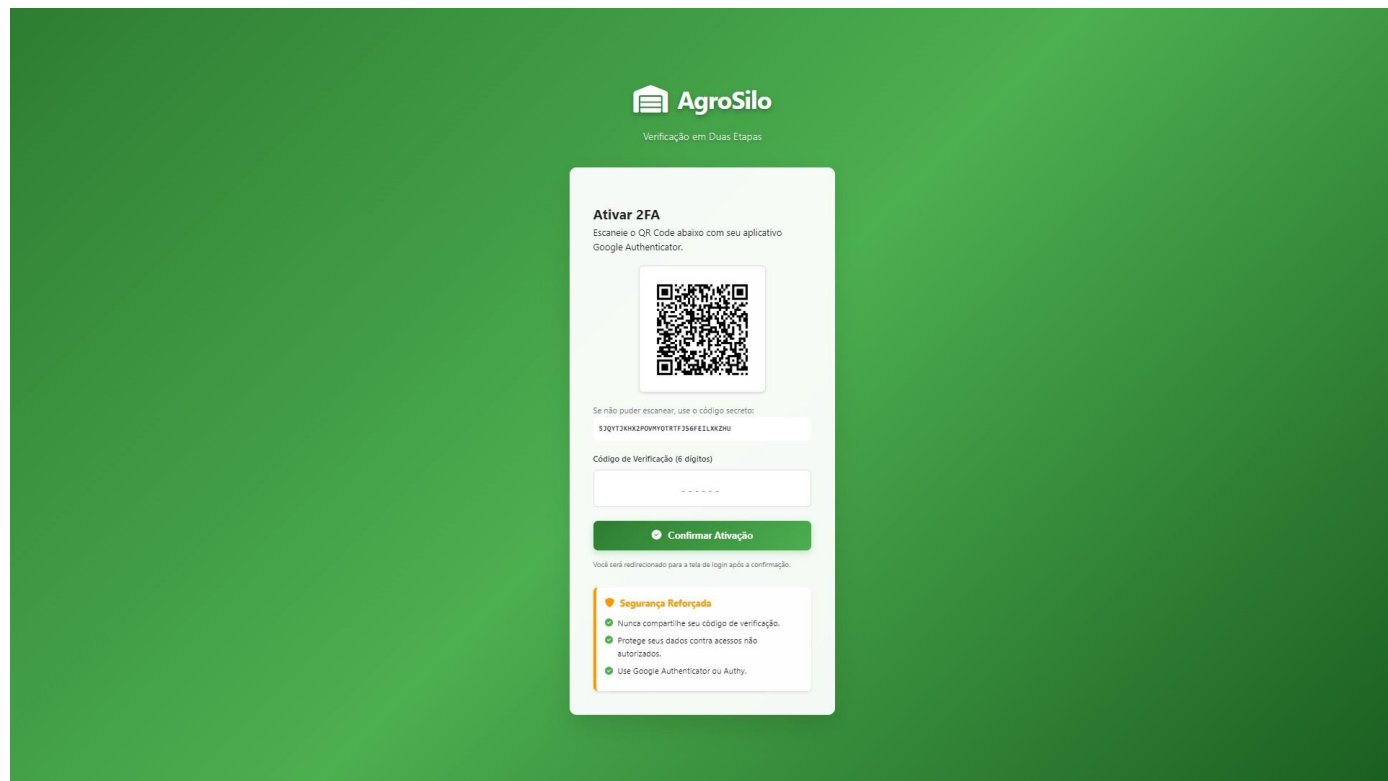 AgroSilo
Verificação em Duas Etapas
Ativar 2FA
Escaneie o QR Code abaixo com seu aplicativo
Google Authenticator.
Se não puder escanear, use o código secreto:
5JQYTJKHX2POVMYOTRTFJS6FEILXKZHU
Código de Verificação (6 dígitos)
------
Confirmar Ativação
Você será redirecionado para a tela de login após a confirmação.
Segurança Reforçada
Nunca compartilhe seu código de verificação.
Protege seus dados contra acessos não
autorizados.
Use Google Authenticator ou Authy.